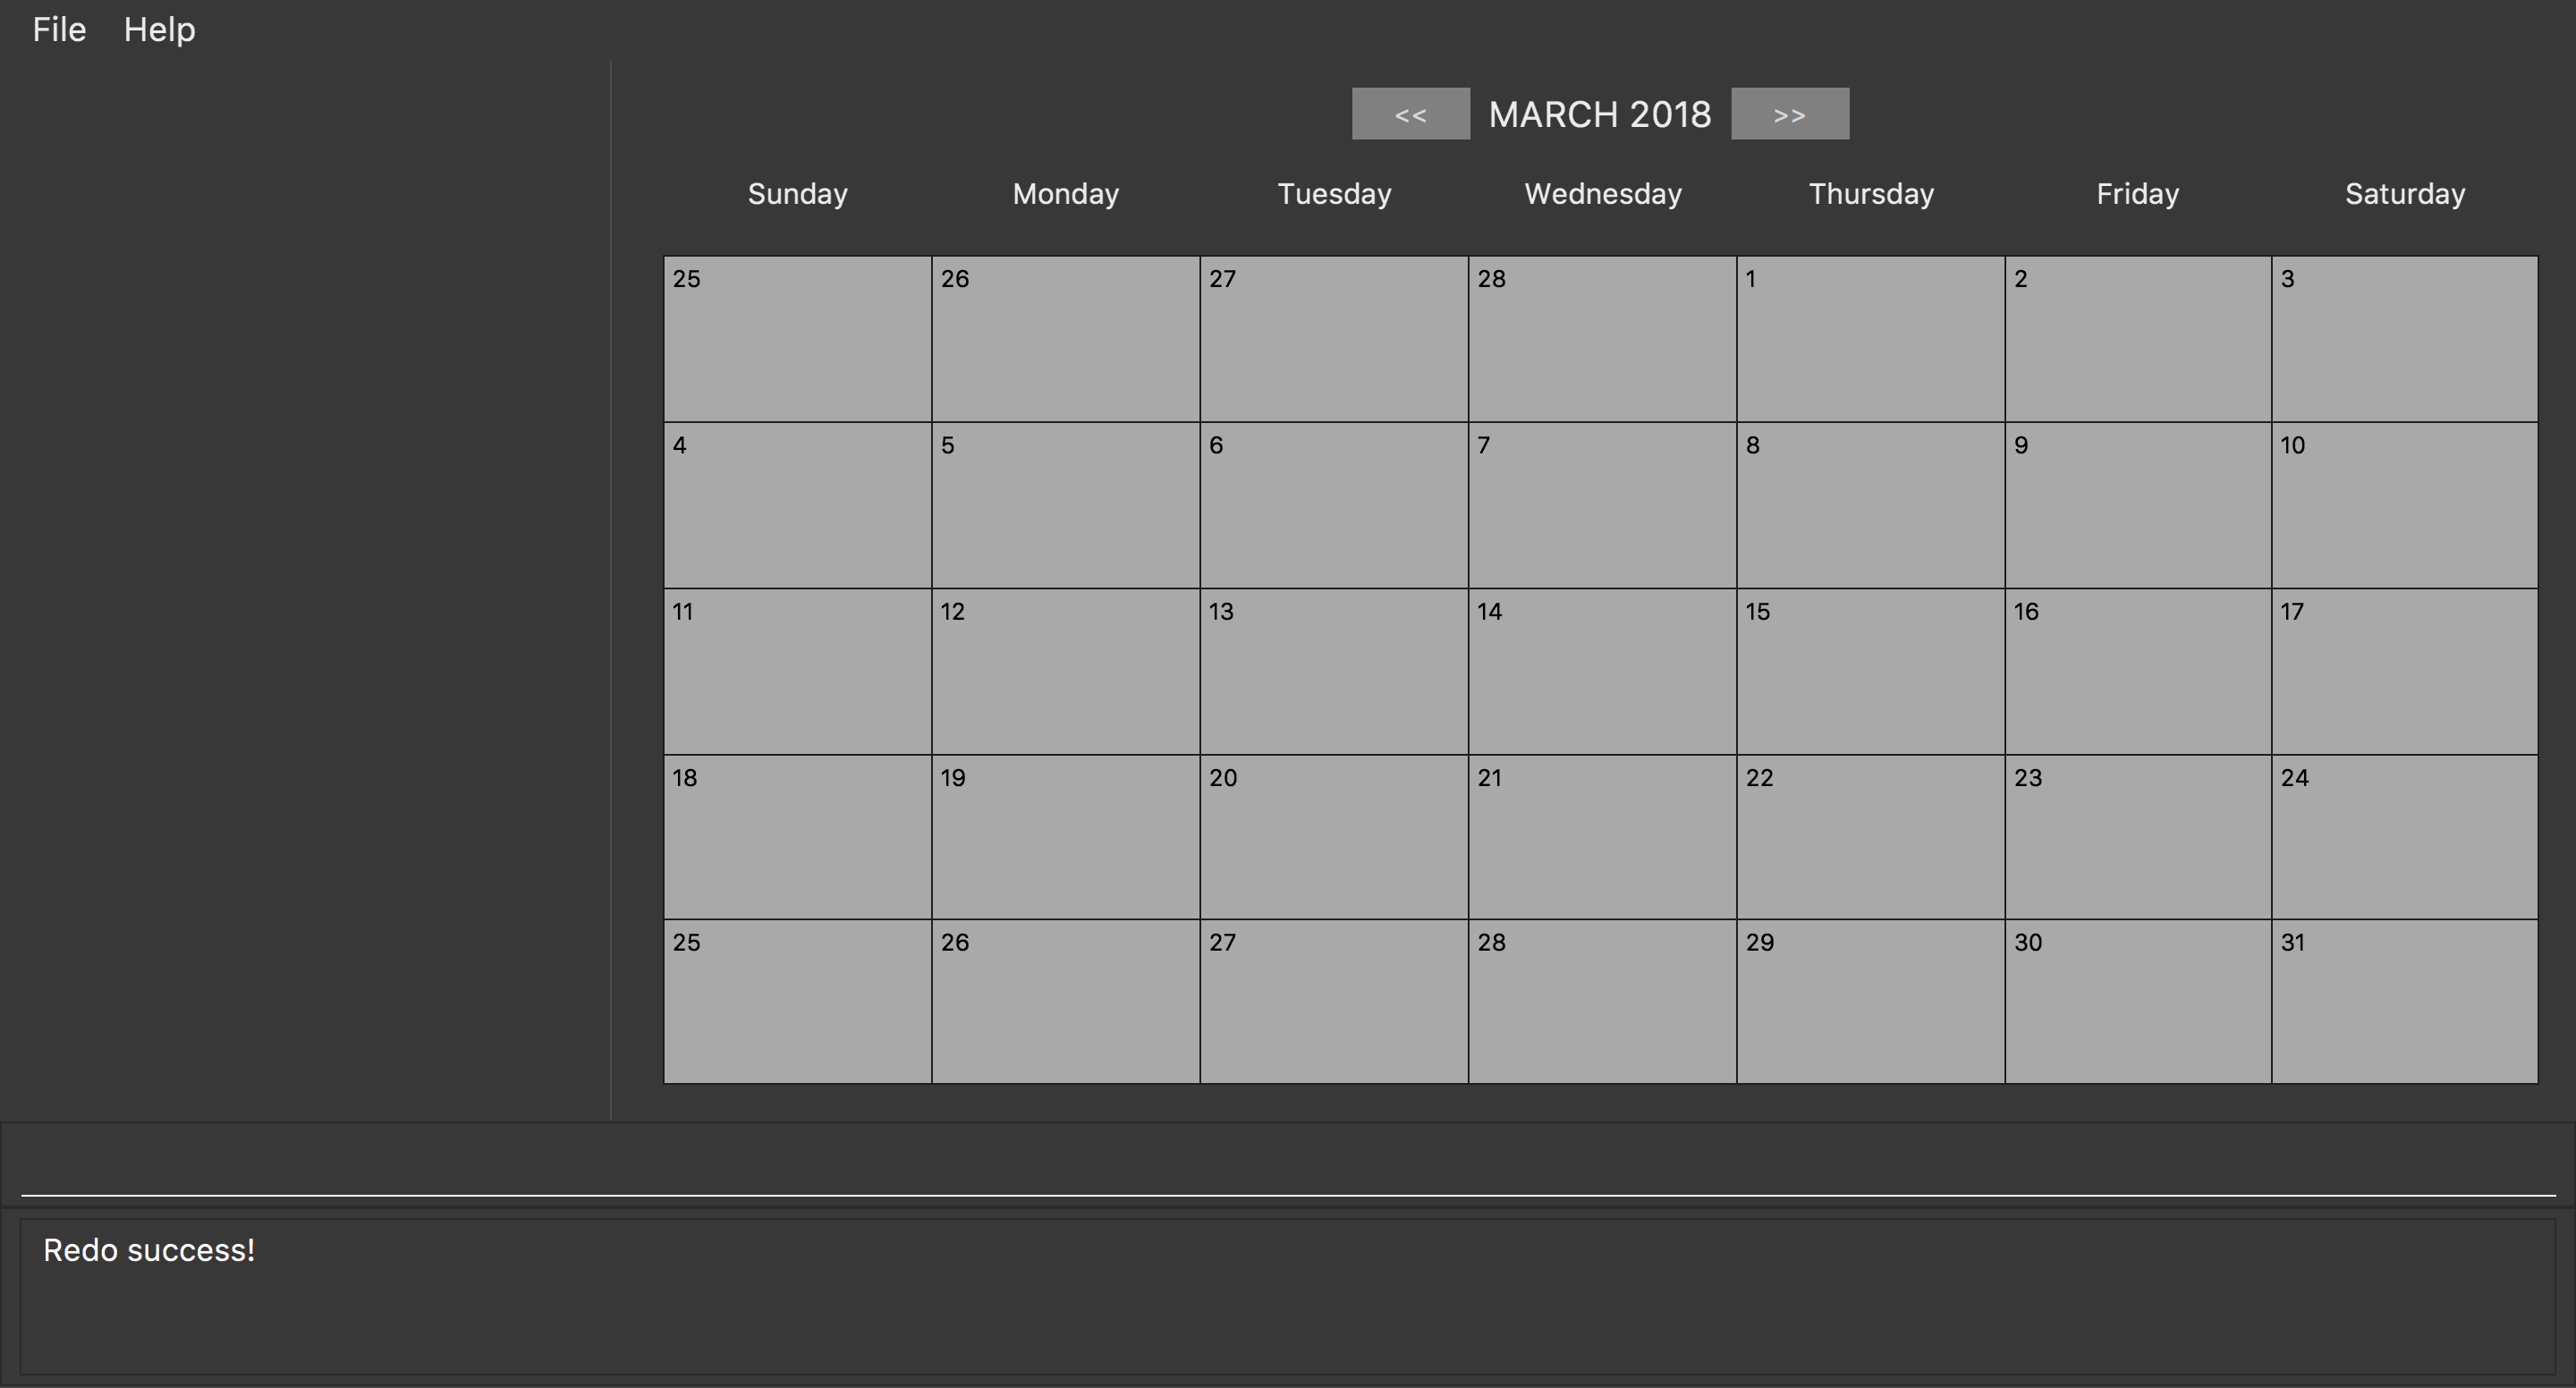 File Help
<< MARCH 2018 >>
Sunday Monday Tuesday Wednesday Thursday Friday Saturday
25 26 27 28 1 2 3
4 5 6 7 8 9 10
11 12 13 14 15 16 17
18 19 20 21 22 23 24
25 26 27 28 29 30 31
Redo success!